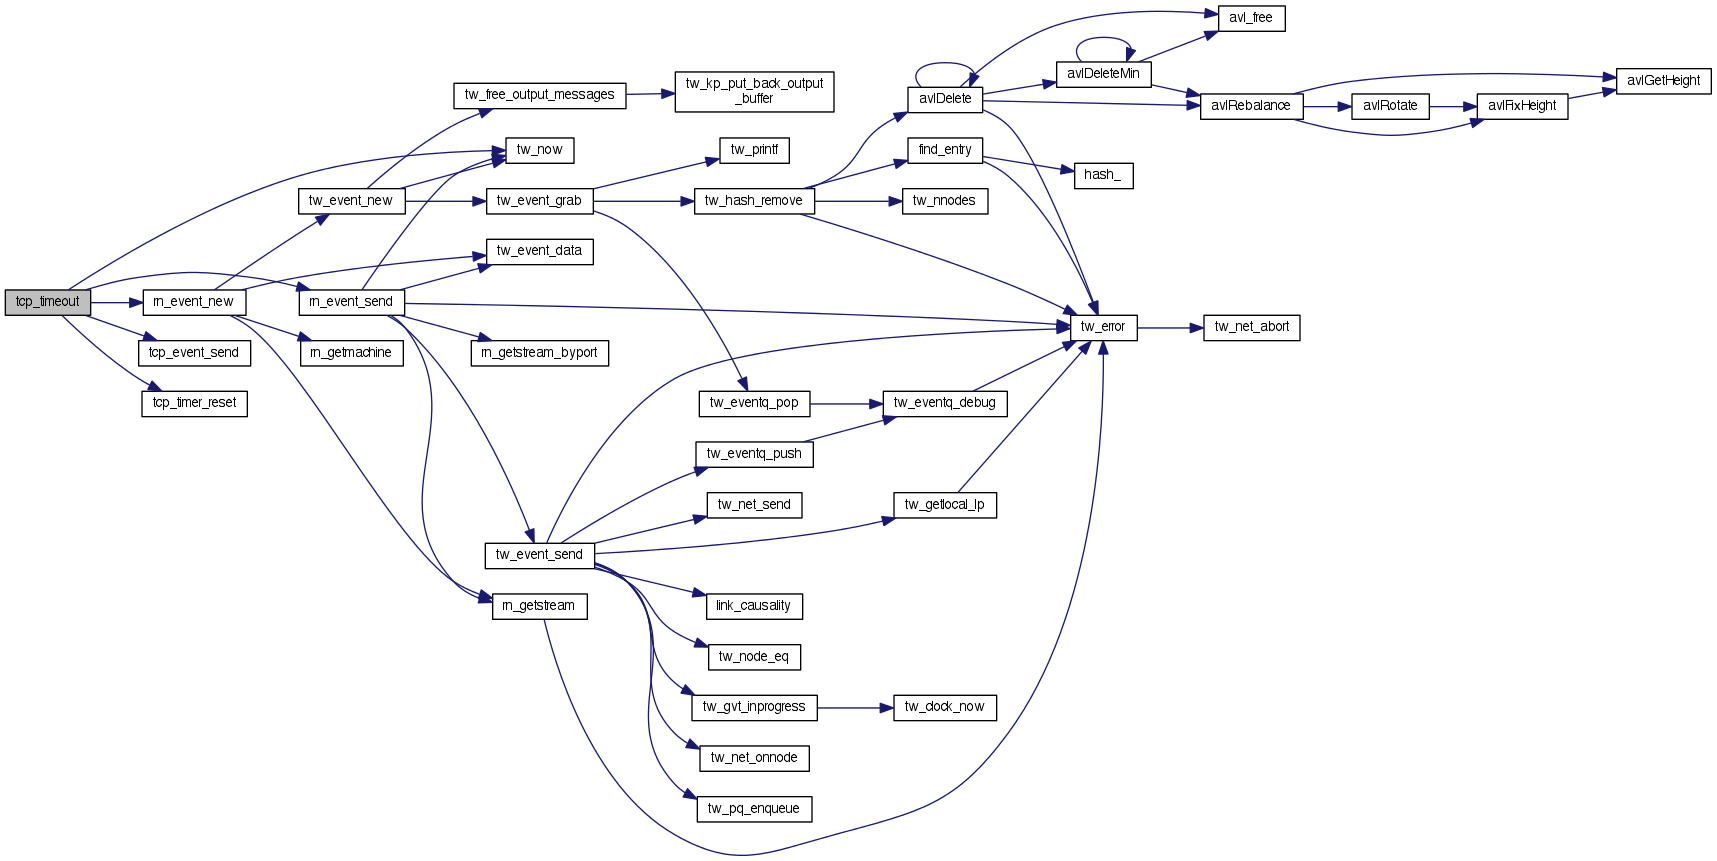 avl_free
avlDeleteMin
avlGetHeight
tw_free_output_messages
tw_kp_put_back_output
_buffer
avlDelete
avlRebalance
avlRotate
avlFixHeight
tw_now
tw_printf
find_entry
hash_
tw_event_new
tw_event_grab
tw_hash_remove
tw_nnodes
tw_event_data
tcp_timeout
rn_event_new
rn_event_send
tw_error
tw_net_abort
tcp_event_send
rn_getmachine
rn_getstream_byport
tcp_timer_reset
tw_eventq_pop
tw_eventq_debug
tw_eventq_push
tw_net_send
tw_getlocal_lp
tw_event_send
rn_getstream
link_causality
tw_node_eq
tw_gvt_inprogress
tw_clock_now
tw_net_onnode
tw_pq_enqueue